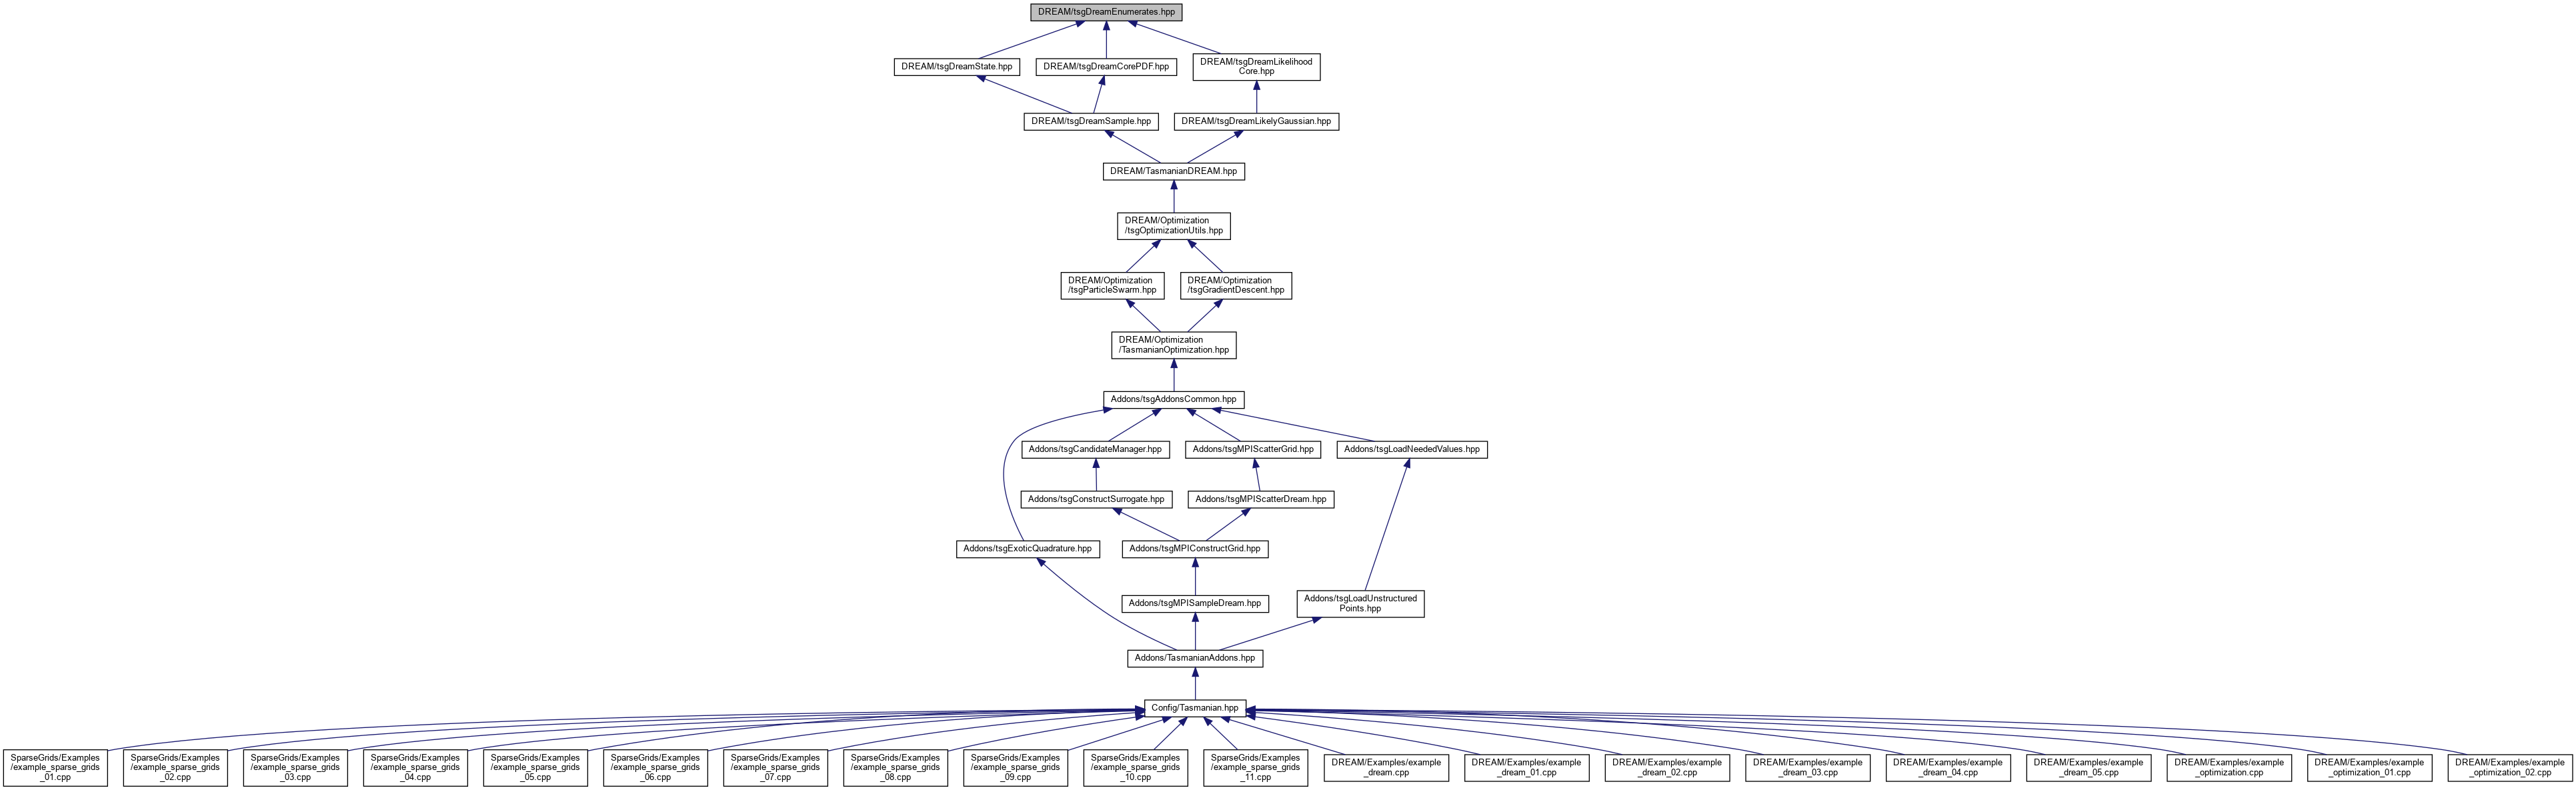 DREAM/tsgDreamEnumerates.hpp
DREAM/tsgDreamState.hpp
DREAM/tsgDreamCorePDF.hpp
DREAM/tsgDreamLikelihood
Core.hpp
DREAM/tsgDreamSample.hpp
DREAM/tsgDreamLikelyGaussian.hpp
DREAM/TasmanianDREAM.hpp
DREAM/Optimization
/tsgOptimizationUtils.hpp
DREAM/Optimization
/tsgParticleSwarm.hpp
DREAM/Optimization
/tsgGradientDescent.hpp
DREAM/Optimization
/TasmanianOptimization.hpp
Addons/tsgAddonsCommon.hpp
Addons/tsgCandidateManager.hpp
Addons/tsgMPIScatterGrid.hpp
Addons/tsgLoadNeededValues.hpp
Addons/tsgConstructSurrogate.hpp
Addons/tsgMPIScatterDream.hpp
Addons/tsgExoticQuadrature.hpp
Addons/tsgMPIConstructGrid.hpp
Addons/tsgMPISampleDream.hpp
Addons/tsgLoadUnstructured
Points.hpp
Addons/TasmanianAddons.hpp
Config/Tasmanian.hpp
SparseGrids/Examples
/example_sparse_grids
_01.cpp
SparseGrids/Examples
/example_sparse_grids
_02.cpp
SparseGrids/Examples
/example_sparse_grids
_03.cpp
SparseGrids/Examples
/example_sparse_grids
_04.cpp
SparseGrids/Examples
/example_sparse_grids
_05.cpp
SparseGrids/Examples
/example_sparse_grids
_06.cpp
SparseGrids/Examples
/example_sparse_grids
_07.cpp
SparseGrids/Examples
/example_sparse_grids
_08.cpp
SparseGrids/Examples
/example_sparse_grids
_09.cpp
SparseGrids/Examples
/example_sparse_grids
_10.cpp
SparseGrids/Examples
/example_sparse_grids
_11.cpp
DREAM/Examples/example
_dream.cpp
DREAM/Examples/example
_dream_01.cpp
DREAM/Examples/example
_dream_02.cpp
DREAM/Examples/example
_dream_03.cpp
DREAM/Examples/example
_dream_04.cpp
DREAM/Examples/example
_dream_05.cpp
DREAM/Examples/example
_optimization.cpp
DREAM/Examples/example
_optimization_01.cpp
DREAM/Examples/example
_optimization_02.cpp